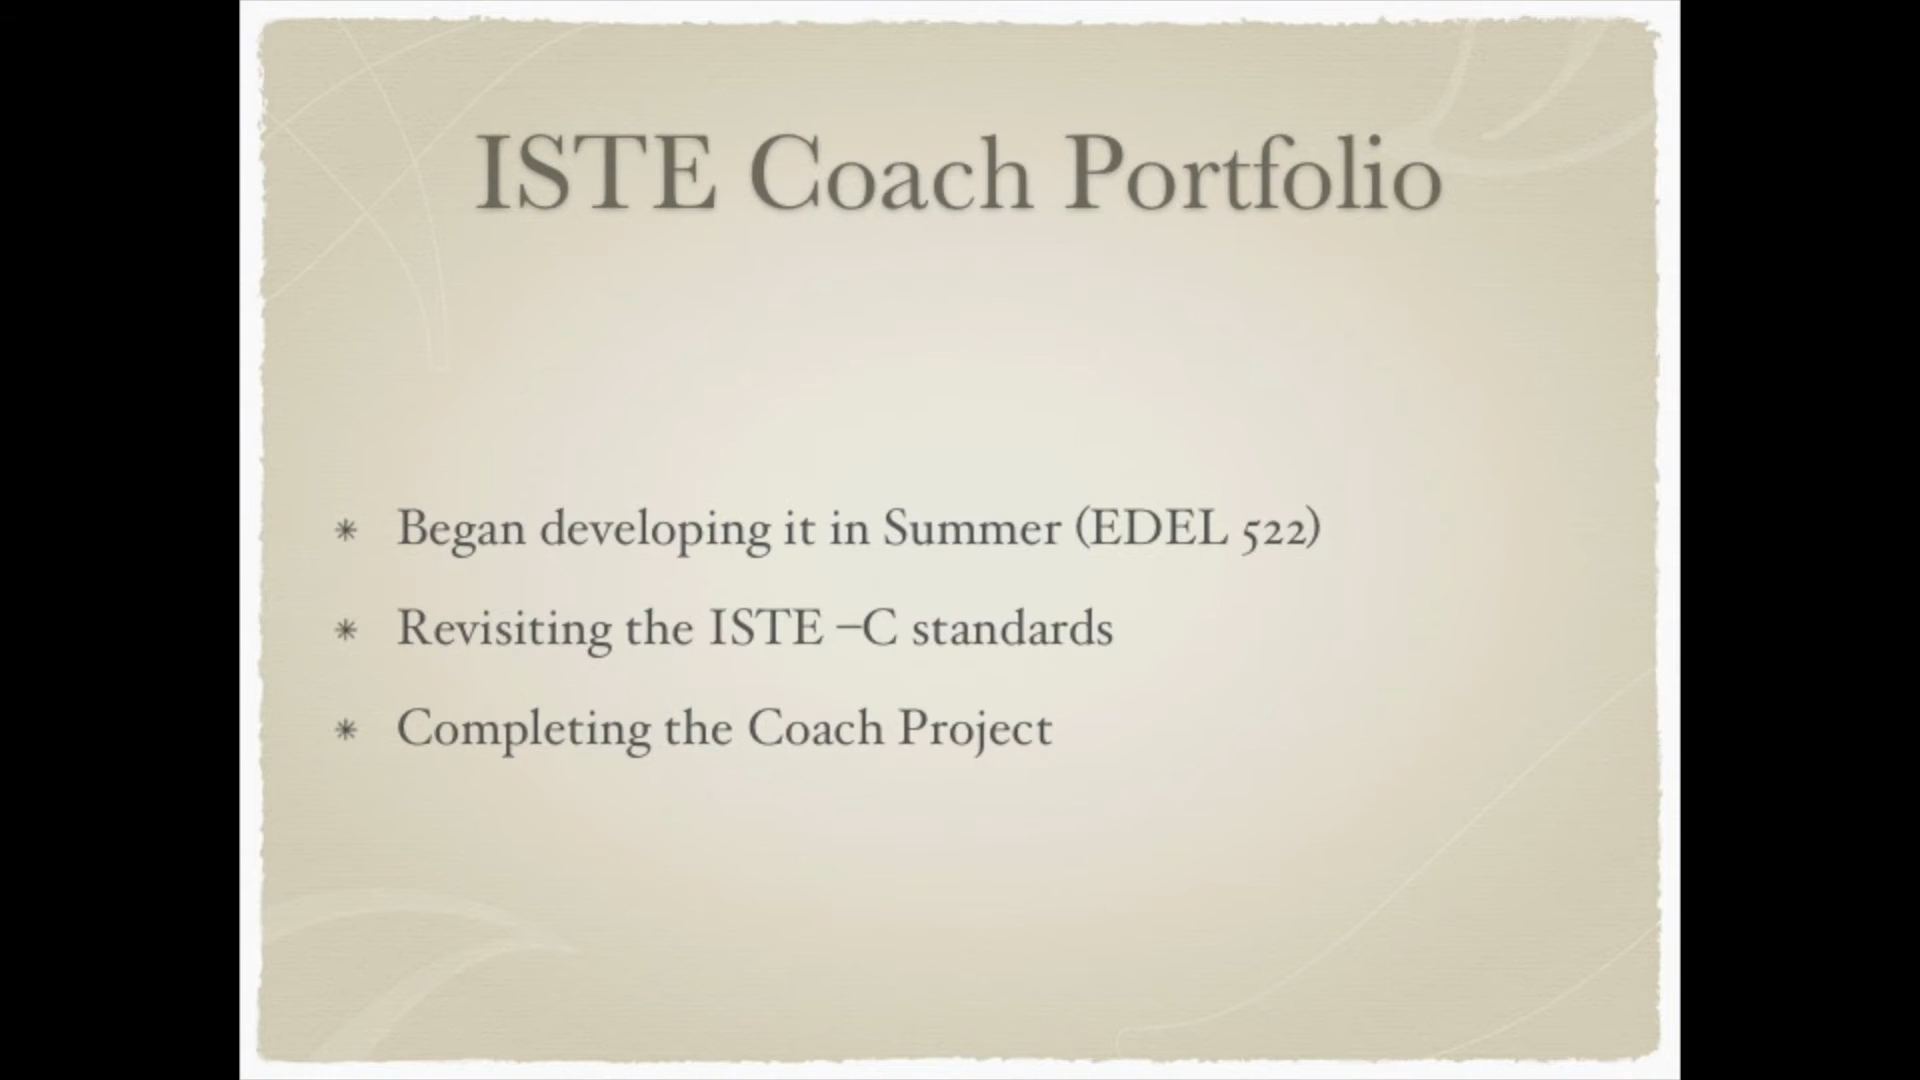 ISTE Coach Portfolio
* Began developing it in Summer (EDEL 522)
* Revisiting the ISTE –C standards
* Completing the Coach Project